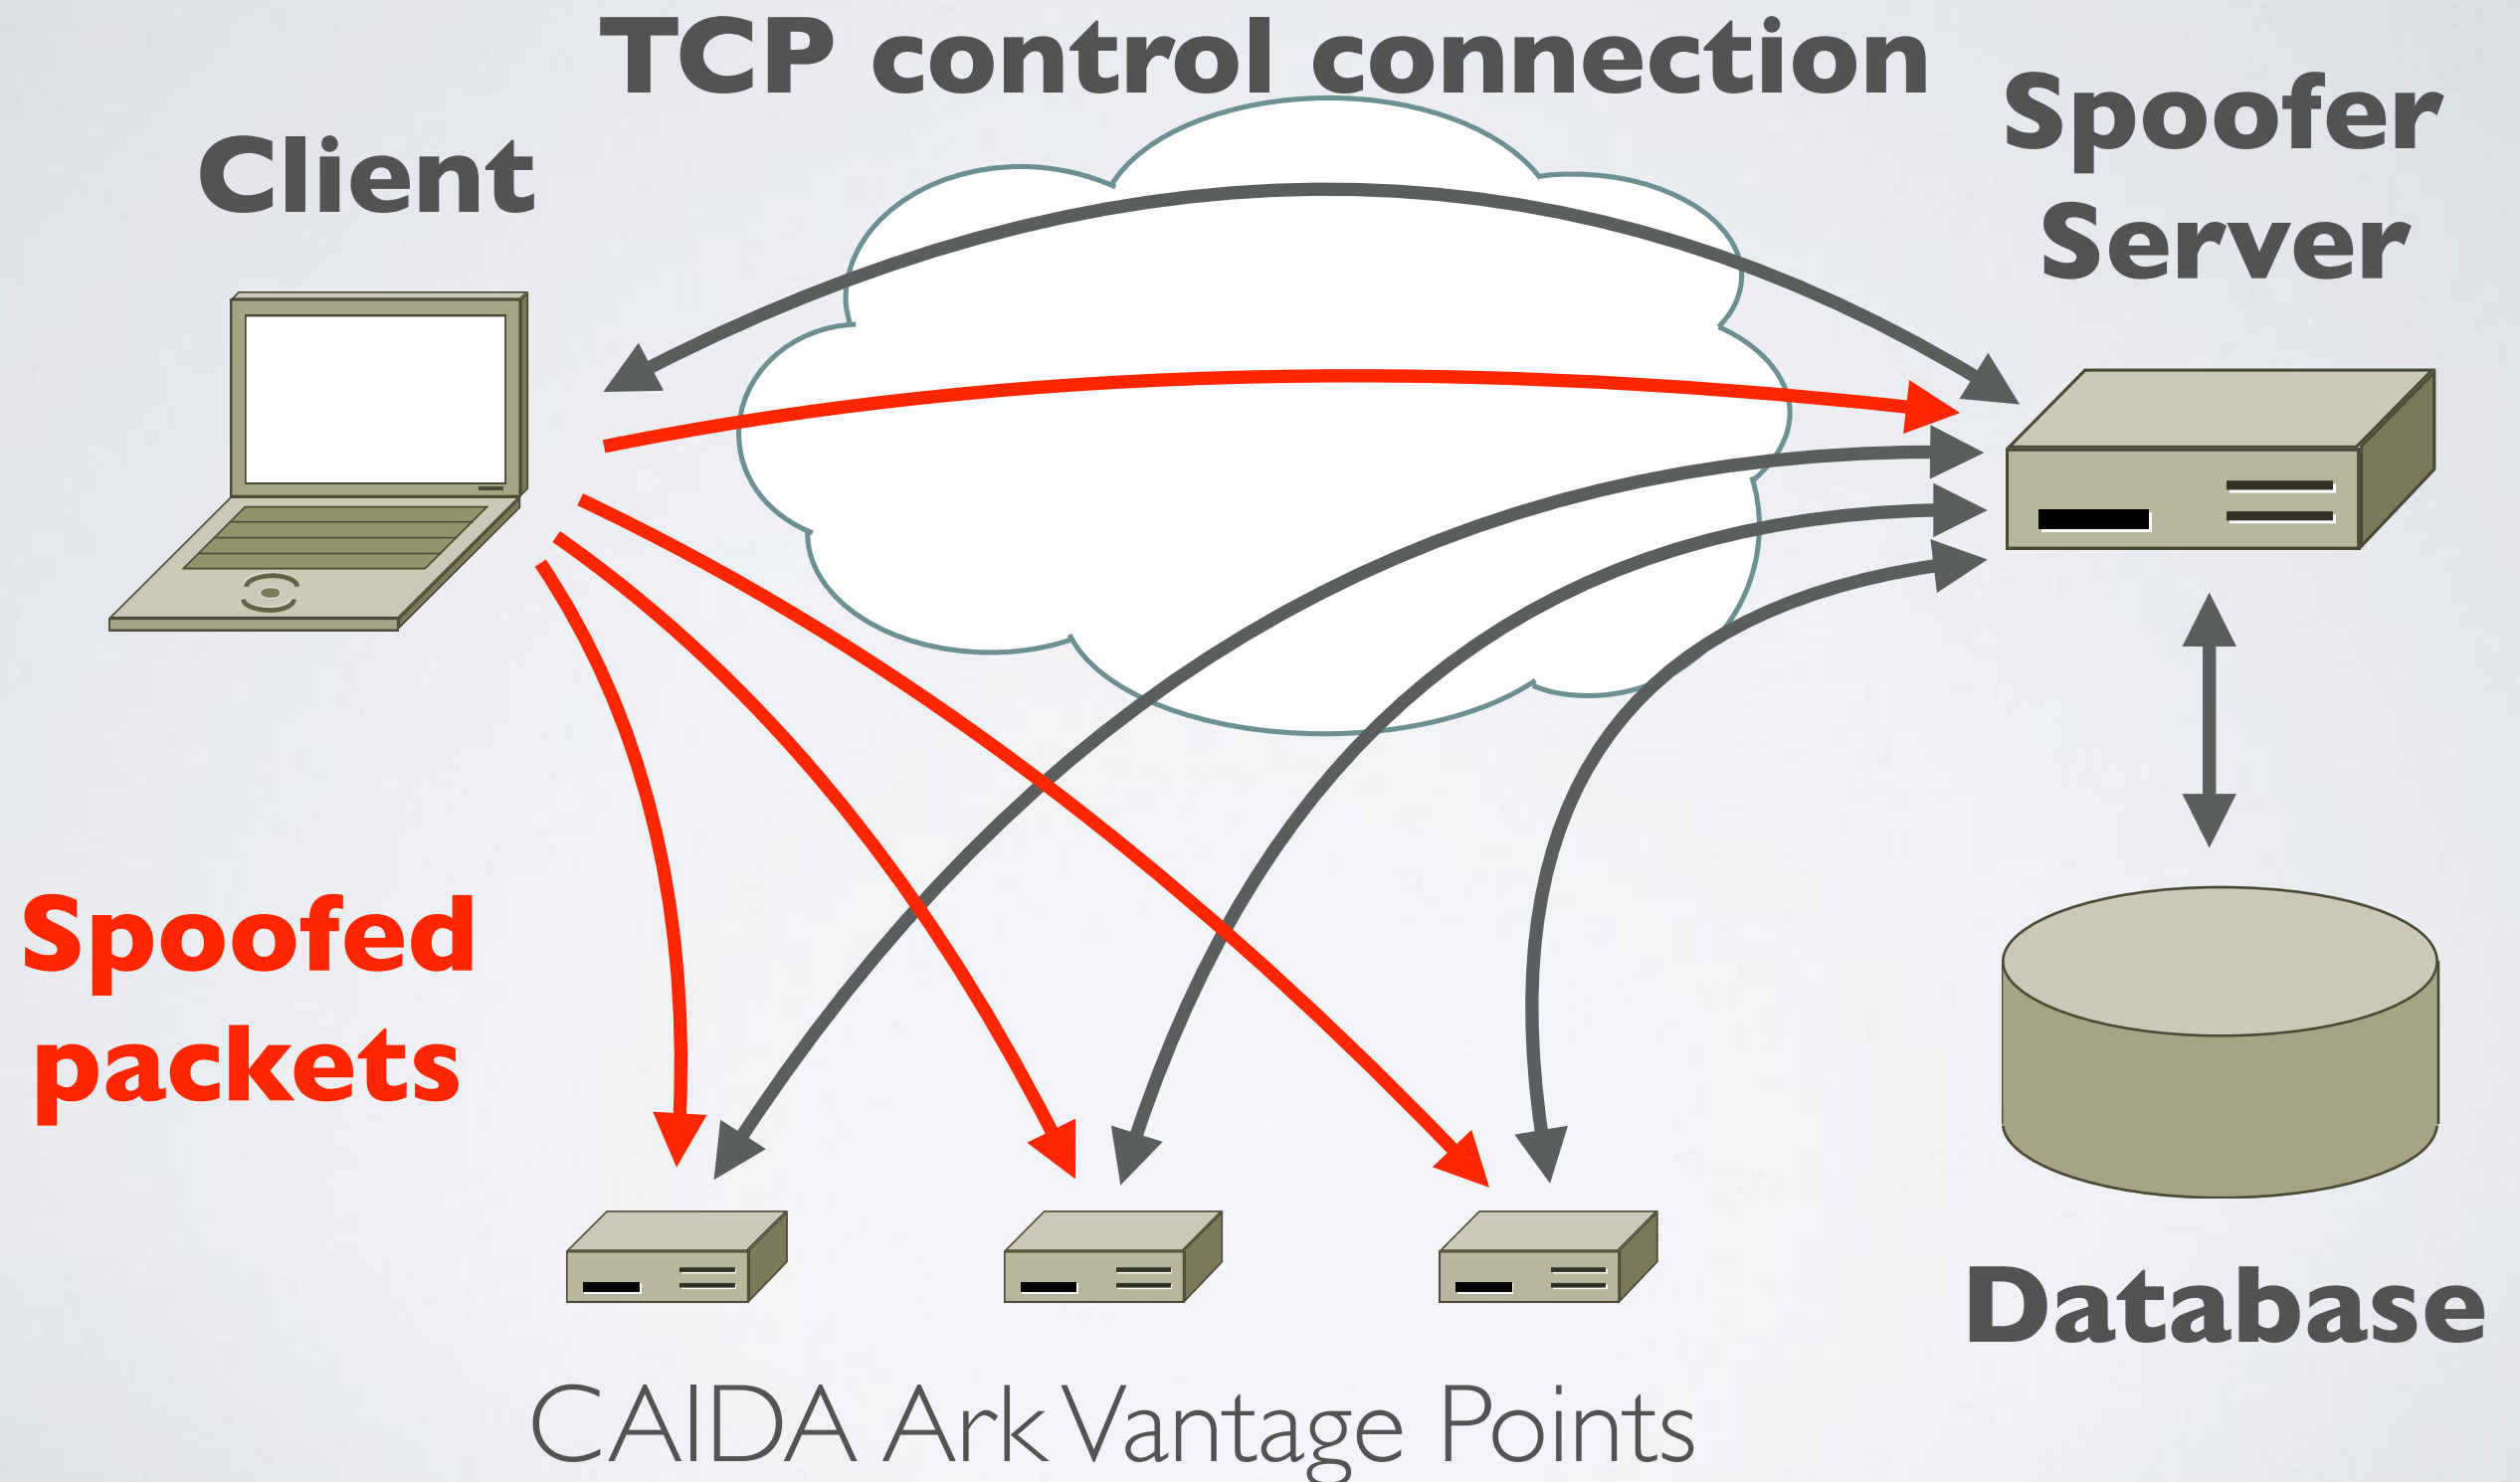 TCP control connection
Client
Spoofer
Server
Spoofed
packets
Database
CAIDA Ark Vantage Points